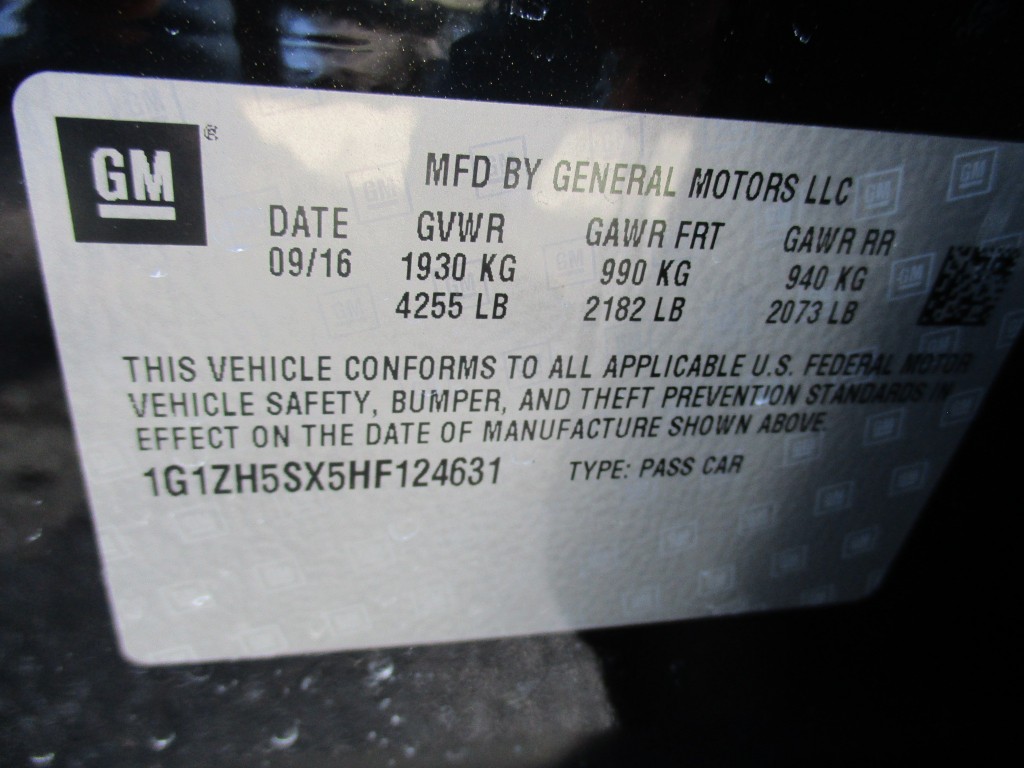 GM ®
MFD BY GENERAL MOTORS LLC
DATE GVWR GAWR FRT GAWR RR
09/16 1930 KG 990 KG 940 KG
4255 LB 2182 LB 2073 LB
THIS VEHICLE CONFORMS TO ALL APPLICABLE U.S. FEDERAL MOTOR
VEHICLE SAFETY, BUMPER, AND THEFT PREVENTION STANDARDS IN
EFFECT ON THE DATE OF MANUFACTURE SHOWN ABOVE.
1G1ZH5SX5HF124631 TYPE: PASS CAR